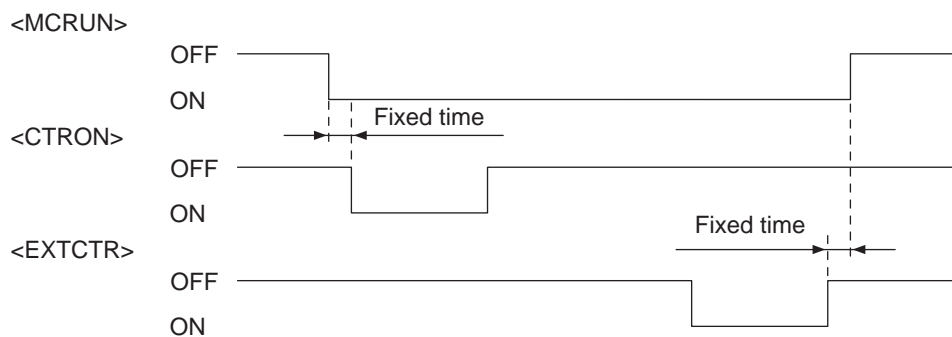 <MCRUN>
OFF
ON
Fixed time
<CTRON>
OFF
ON
Fixed time
<EXTCTR>
OFF
ON